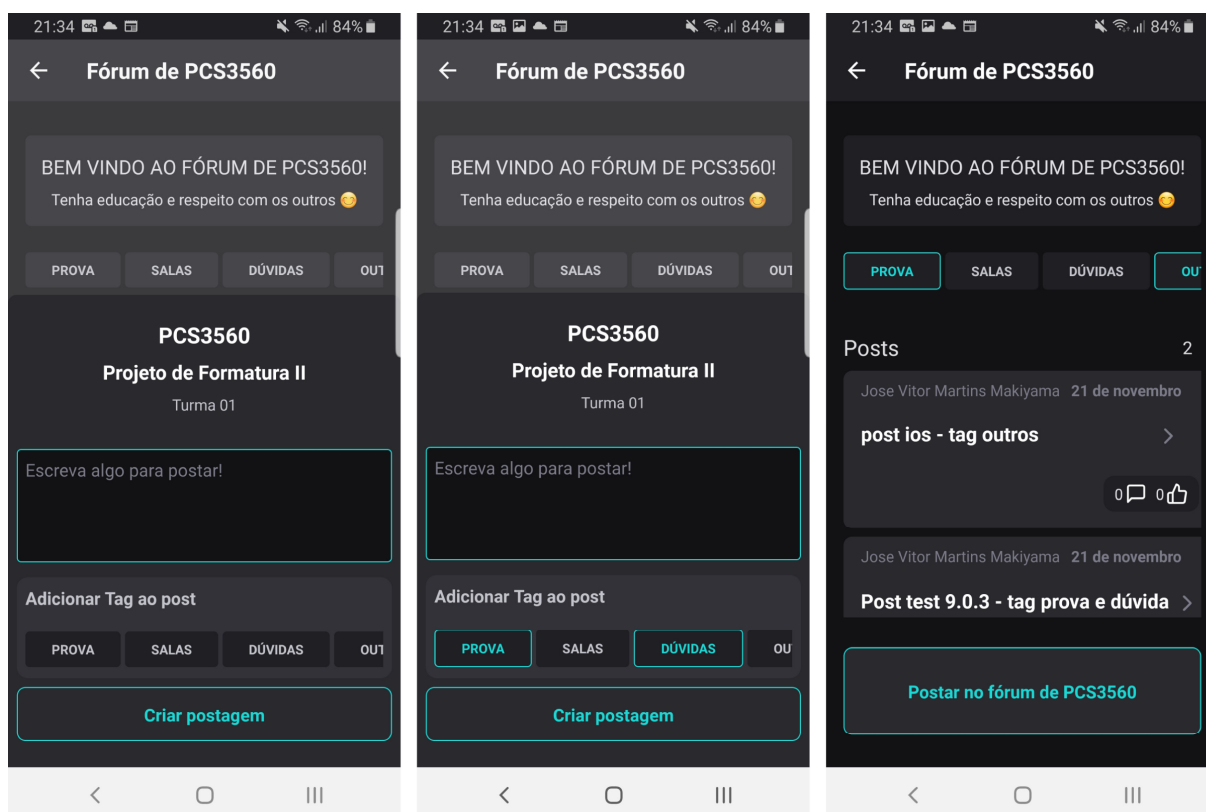 21:34 84%
Fórum de PCS3560
BEM VINDO AO FÓRUM DE PCS3560!
Tenha educação e respeito com os outros 😊
PROVA SALAS DÚVIDAS OUT
PCS3560
Projeto de Formatura II
Turma 01
Escreva algo para postar!
Adicionar Tag ao post
PROVA SALAS DÚVIDAS OUT
Criar postagem
21:34 84%
Fórum de PCS3560
BEM VINDO AO FÓRUM DE PCS3560!
Tenha educação e respeito com os outros 😊
PROVA SALAS DÚVIDAS OUT
PCS3560
Projeto de Formatura II
Turma 01
Escreva algo para postar!
Adicionar Tag ao post
PROVA SALAS DÚVIDAS OU
Criar postagem
21:34 84%
Fórum de PCS3560
BEM VINDO AO FÓRUM DE PCS3560!
Tenha educação e respeito com os outros 😊
PROVA SALAS DÚVIDAS OU
Posts 2
Jose Vitor Martins Makiyama 21 de novembro
post ios - tag outros
0 0
Jose Vitor Martins Makiyama 21 de novembro
Post test 9.0.3 - tag prova e dúvida
Postar no fórum de PCS3560